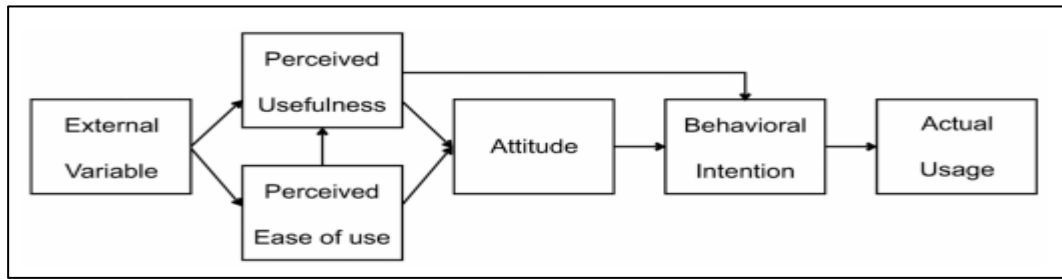 External
Variable
Perceived
Usefulness
Perceived
Ease of use
Attitude
Behavioral
Intention
Actual
Usage